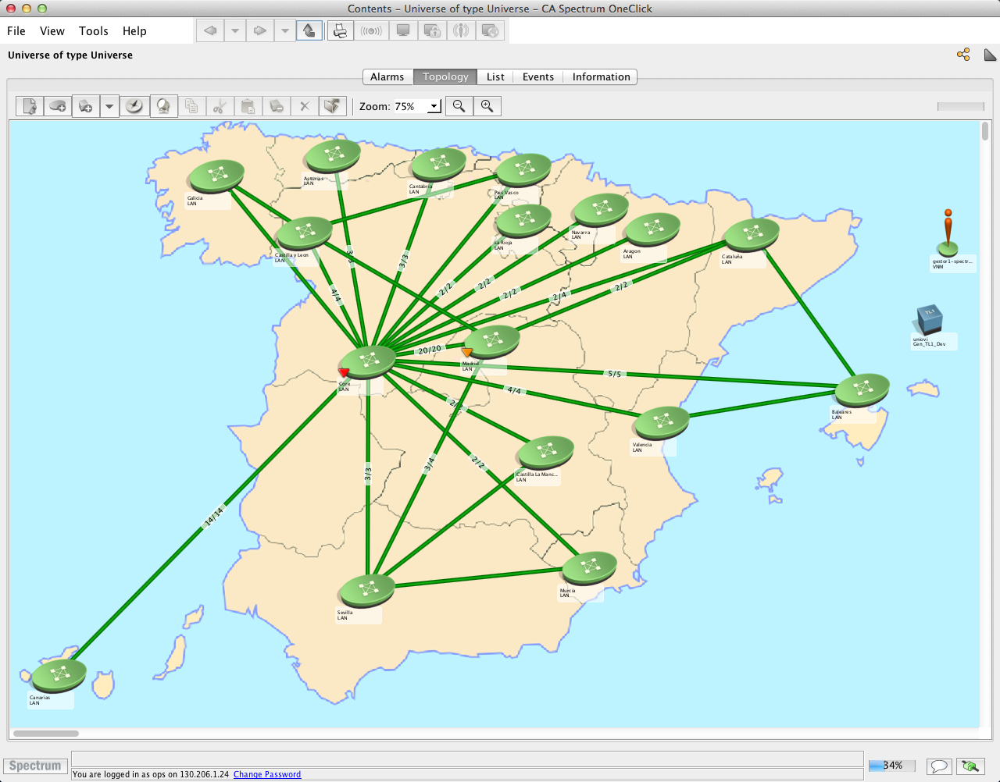 Contents – Universe of type Universe – CA Spectrum OneClick
File View Tools Help
Universe of type Universe
Alarms Topology List Events Information
Zoom: 75%
Galicia
LAN
Asturias
LAN
Cantabria
LAN
Pais Vasco
LAN
La Rioja
LAN
Navarra
LAN
Aragon
LAN
Cataluña
LAN
Castilla y Leon
LAN
gestor1-spectr...
VNM
TL1
uniovi
Gen_TL1_Dev
3/3
4/4
2/2
2/2
2/2
2/4
2/2
20/20
Madrid
LAN
Core
LAN
5/5
4/4
Baleares
LAN
Valencia
LAN
Castilla La Manc...
LAN
3/3
3/4
2/2
14/14
Murcia
LAN
Sevilla
LAN
Canarias
LAN
Spectrum
34%
You are logged in as ops on 130.206.1.24 Change Password